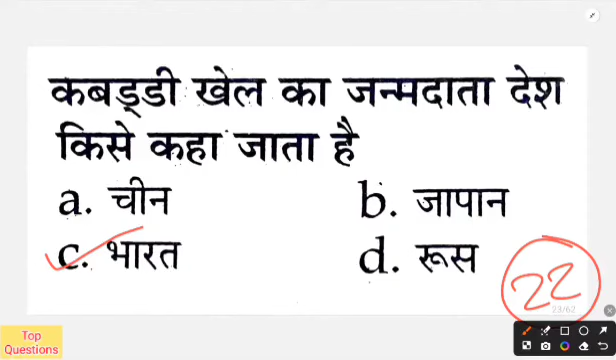 कबड्डी खेल का जन्मदाता देश
किसे कहा जाता है
a. चीन
b. जापान
c. भारत
d. रूस
22
23/62
Top
Questions